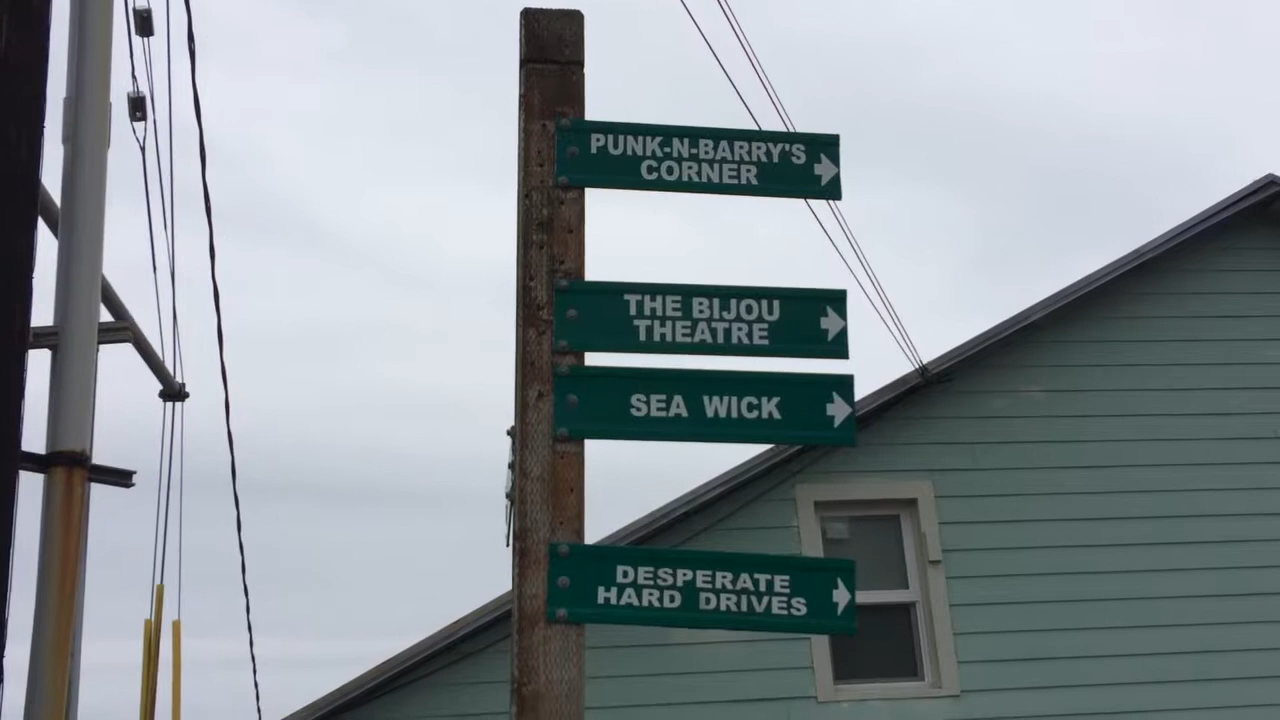 PUNK-N-BARRY'S
CORNER
THE BIJOU
THEATRE
SEA WICK
DESPERATE
HARD DRIVES